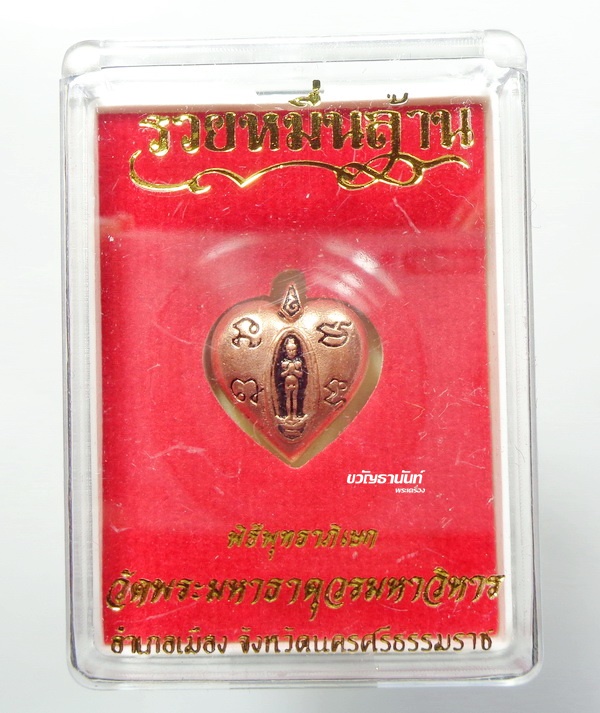 รวยหมื่นล้าน
ขวัญธานันท์
พระเครื่อง
พิธีพุทธาภิเษก
วัดพระมหาธาตุวรมหาวิหาร
อำเภอเมือง จังหวัดนครศรีธรรมราช